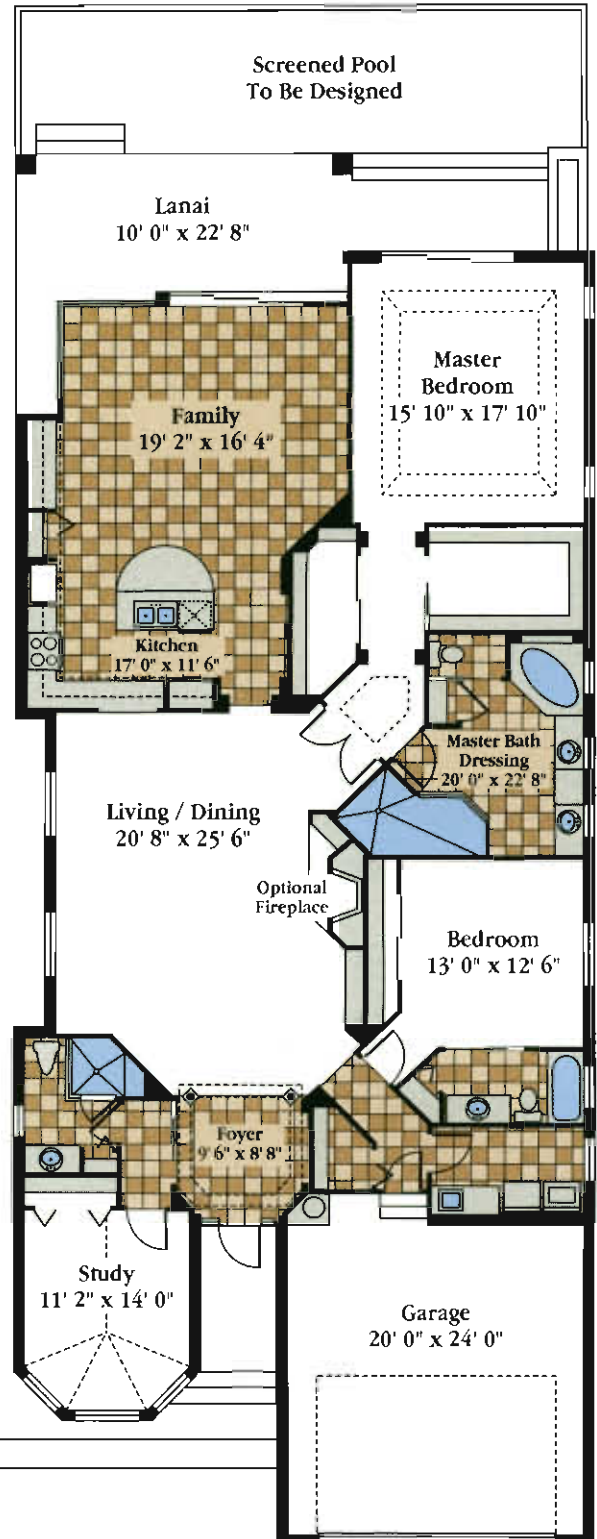 Screened Pool
To Be Designed
Lanai
10' 0" x 22' 8"
Master
Bedroom
15' 10" x 17' 10"
Family
19' 2" x 16' 4"
Kitchen
17' 0" x 11' 6"
Master Bath
Dressing
20' 0" x 22' 8"
Living / Dining
20' 8" x 25' 6"
Optional
Fireplace
Bedroom
13' 0" x 12' 6"
Foyer
9' 6" x 8' 8"
Study
11' 2" x 14' 0"
Garage
20' 0" x 24' 0"